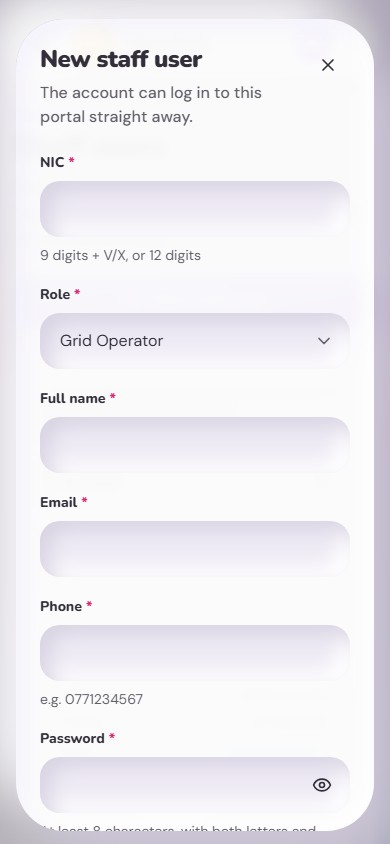 New staff user
The account can log in to this
portal straight away.
NIC *
9 digits + V/X, or 12 digits
Role *
Grid Operator
Full name *
Email *
Phone *
e.g. 0771234567
Password *
At least 8 characters, with both letters and